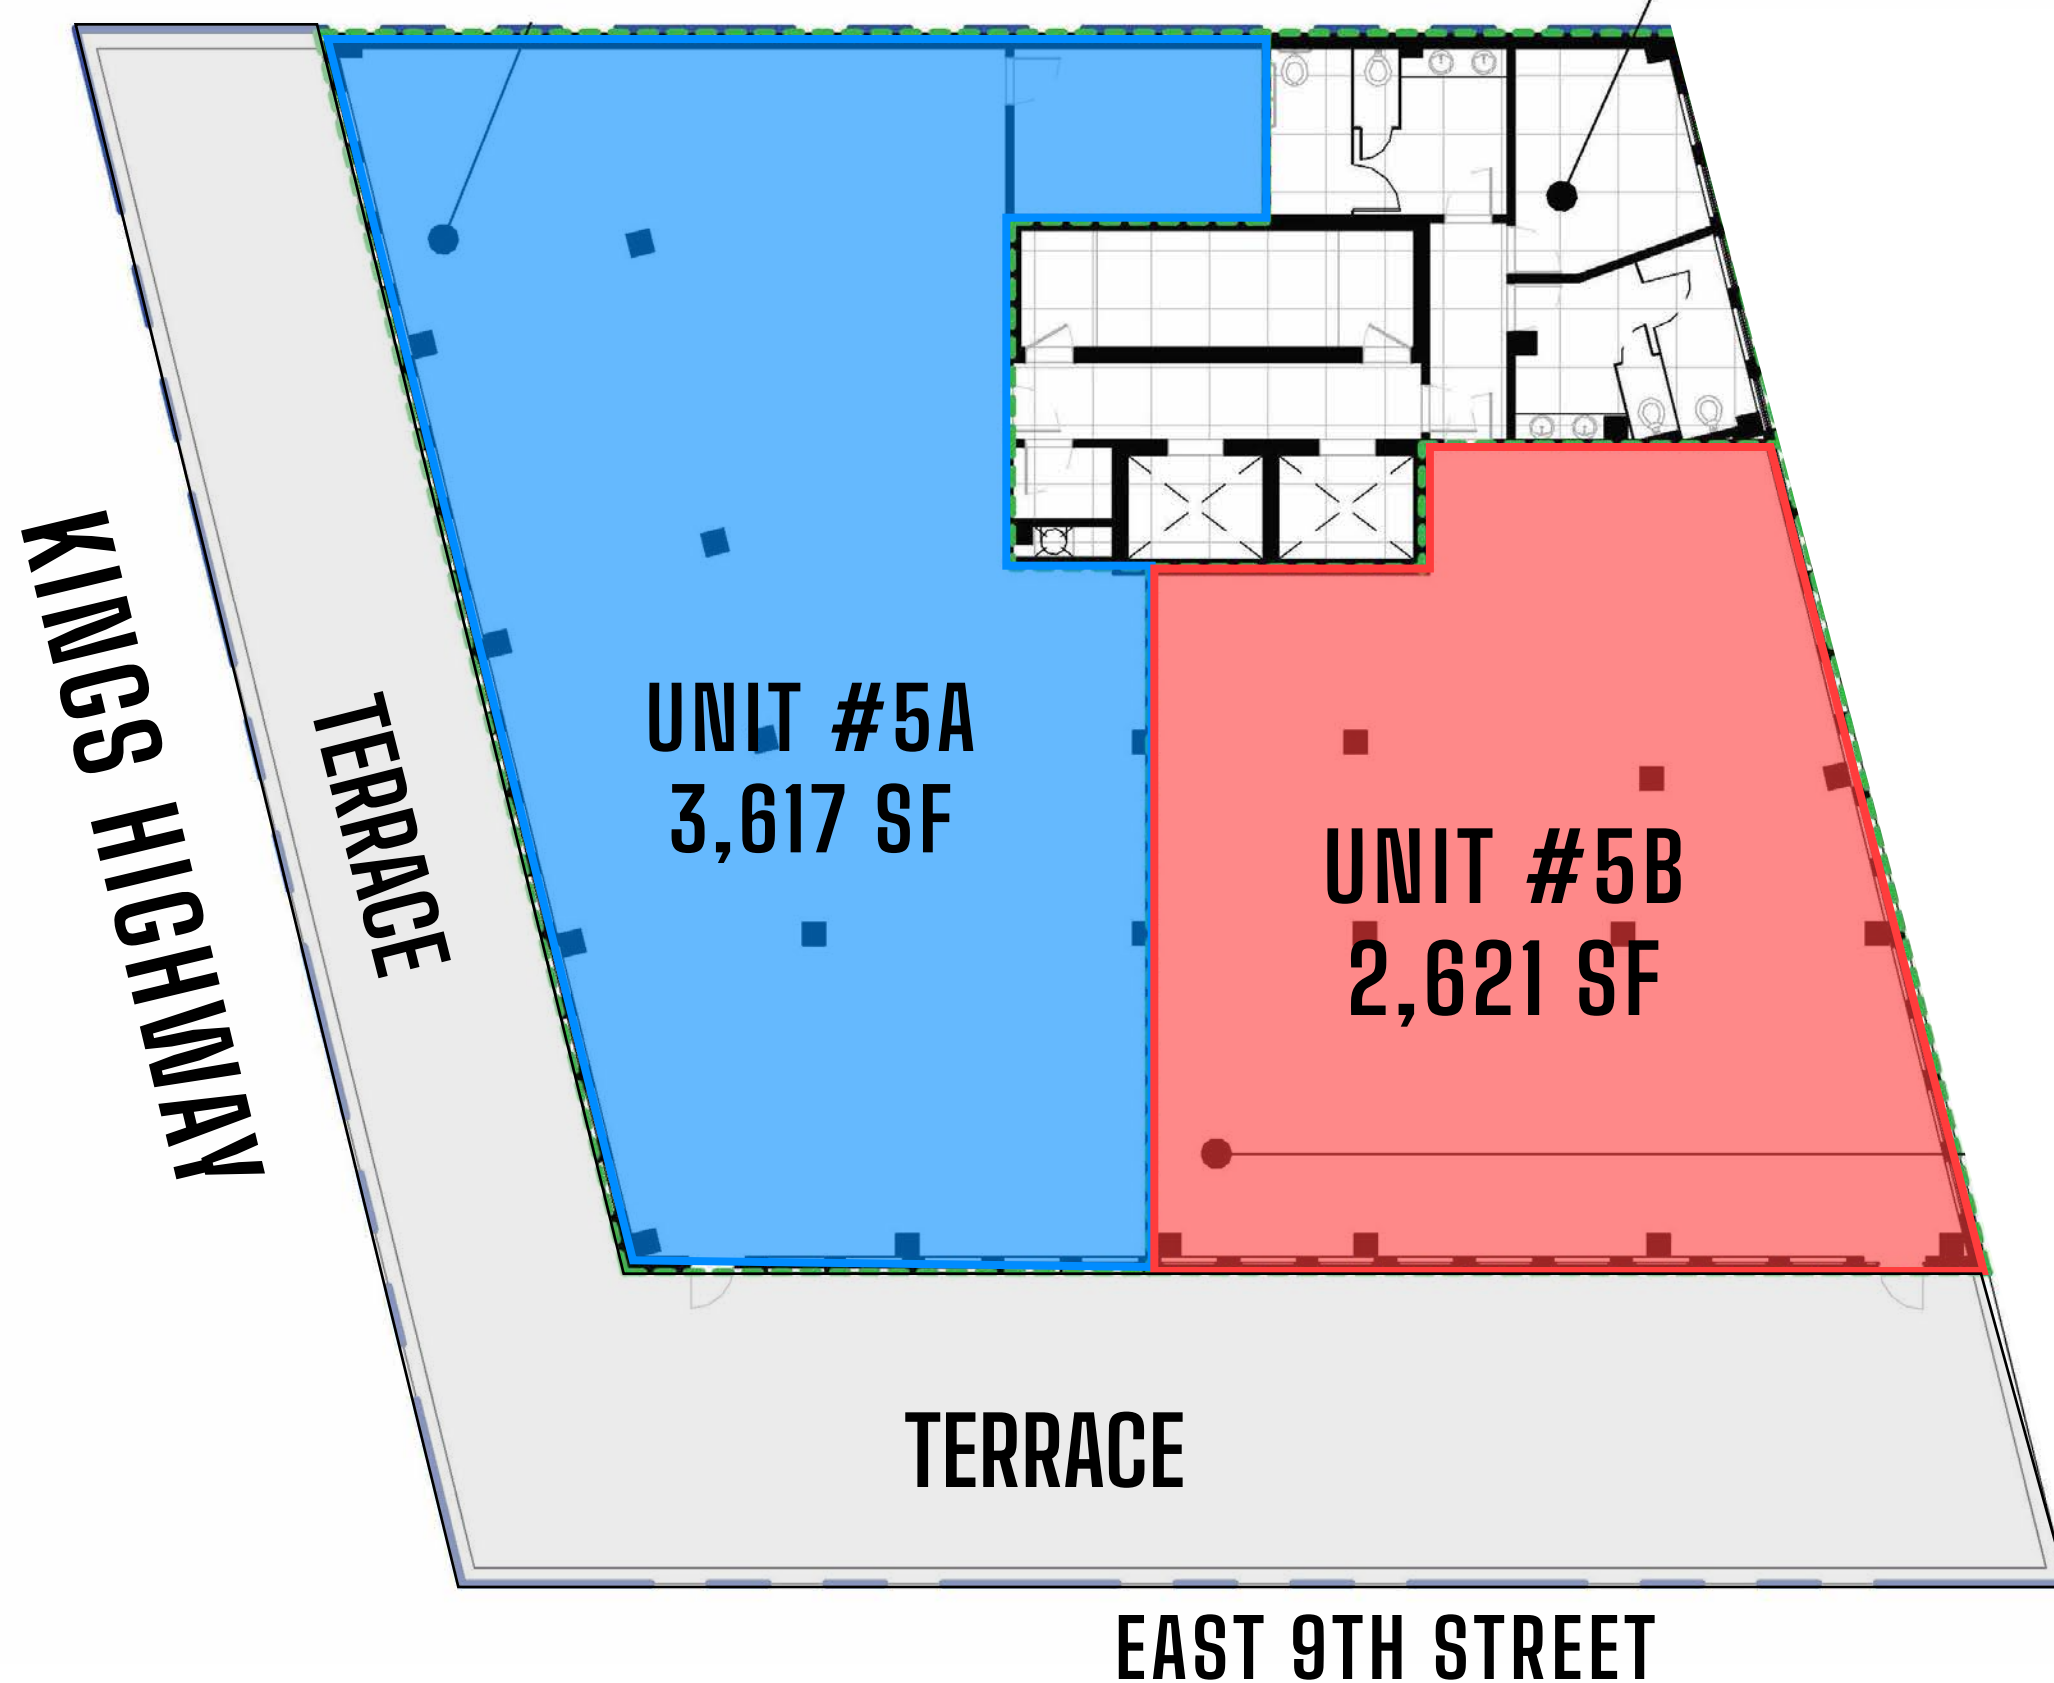 KINGS HIGHWAY
TERRACE
UNIT #5A
3,617 SF
UNIT #5B
2,621 SF
TERRACE
EAST 9TH STREET